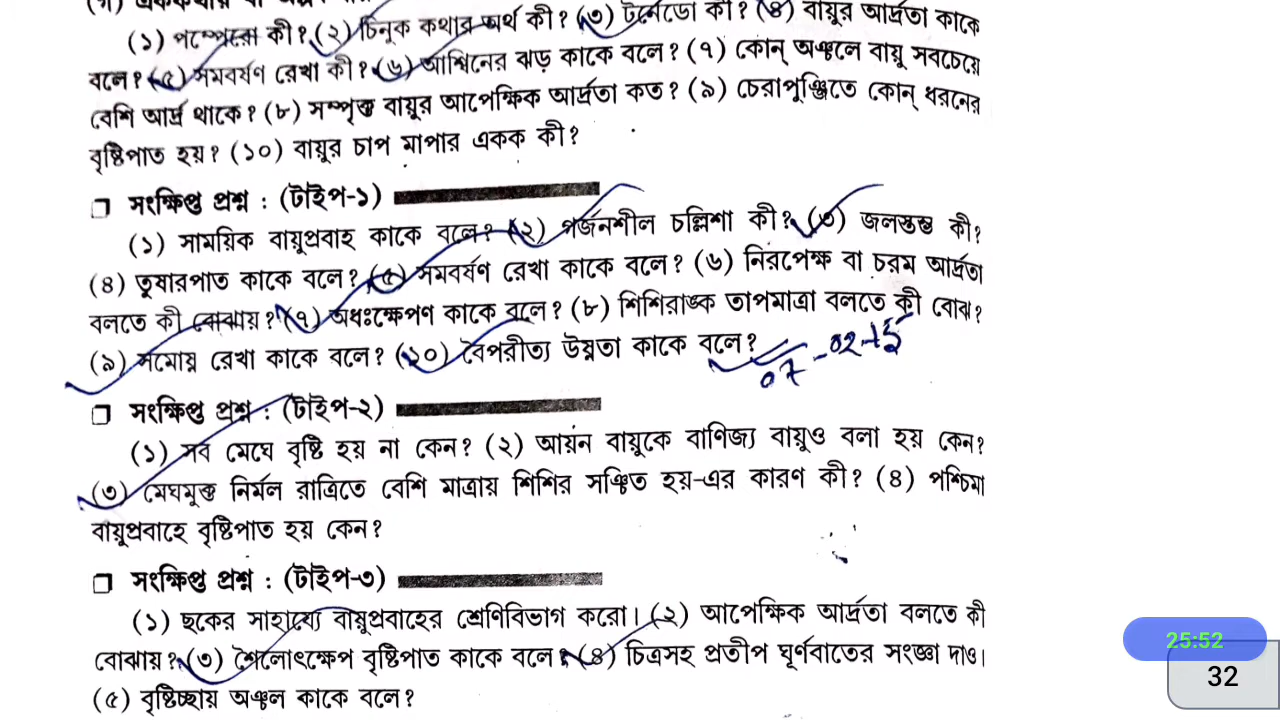 (১) পম্পেরো কী? (২) চিনুক কথার অর্থ কী? (৩) টর্নেডো কী? (৪) বায়ুর আর্দ্রতা কাকে
বলে? (৫) সমবর্ষণ রেখা কী? (৬) আশ্বিনের ঝড় কাকে বলে? (৭) কোন্ অঞ্চলে বায়ু সবচেয়ে
বেশি আর্দ্র থাকে? (৮) সম্পৃক্ত বায়ুর আপেক্ষিক আর্দ্রতা কত? (৯) চেরাপুঞ্জিতে কোন্ ধরনের
বৃষ্টিপাত হয়? (১০) বায়ুর চাপ মাপার একক কী?
সংক্ষিপ্ত প্রশ্ন : (টাইপ-১)
(১) সাময়িক বায়ুপ্রবাহ কাকে বলে? (২) গর্জনশীল চল্লিশা কী? (৩) জলস্তম্ভ কী?
(৪) তুষারপাত কাকে বলে? (৫) সমবর্ষণ রেখা কাকে বলে? (৬) নিরপেক্ষ বা চরম আর্দ্রতা
বলতে কী বোঝায়? (৭) অধঃক্ষেপণ কাকে বলে? (৮) শিশিরাঙ্ক তাপমাত্রা বলতে কী বোঝ?
(৯) সমোষ্ণ রেখা কাকে বলে? (১০) বৈপরীত্য উষ্ণতা কাকে বলে?
সংক্ষিপ্ত প্রশ্ন : (টাইপ-২)
(১) সব মেঘে বৃষ্টি হয় না কেন? (২) আয়ন বায়ুকে বাণিজ্য বায়ুও বলা হয় কেন?
(৩) মেঘমুক্ত নির্মল রাত্রিতে বেশি মাত্রায় শিশির সঞ্চিত হয়-এর কারণ কী? (৪) পশ্চিমা
বায়ুপ্রবাহে বৃষ্টিপাত হয় কেন?
সংক্ষিপ্ত প্রশ্ন : (টাইপ-৩)
(১) ছকের সাহায্যে বায়ুপ্রবাহের শ্রেণিবিভাগ করো। (২) আপেক্ষিক আর্দ্রতা বলতে কী
বোঝায়? (৩) শৈলোৎক্ষেপ বৃষ্টিপাত কাকে বলে? (৪) চিত্রসহ প্রতীপ ঘূর্ণবাতের সংজ্ঞা দাও।
(৫) বৃষ্টিচ্ছায় অঞ্চল কাকে বলে?
25:52
32